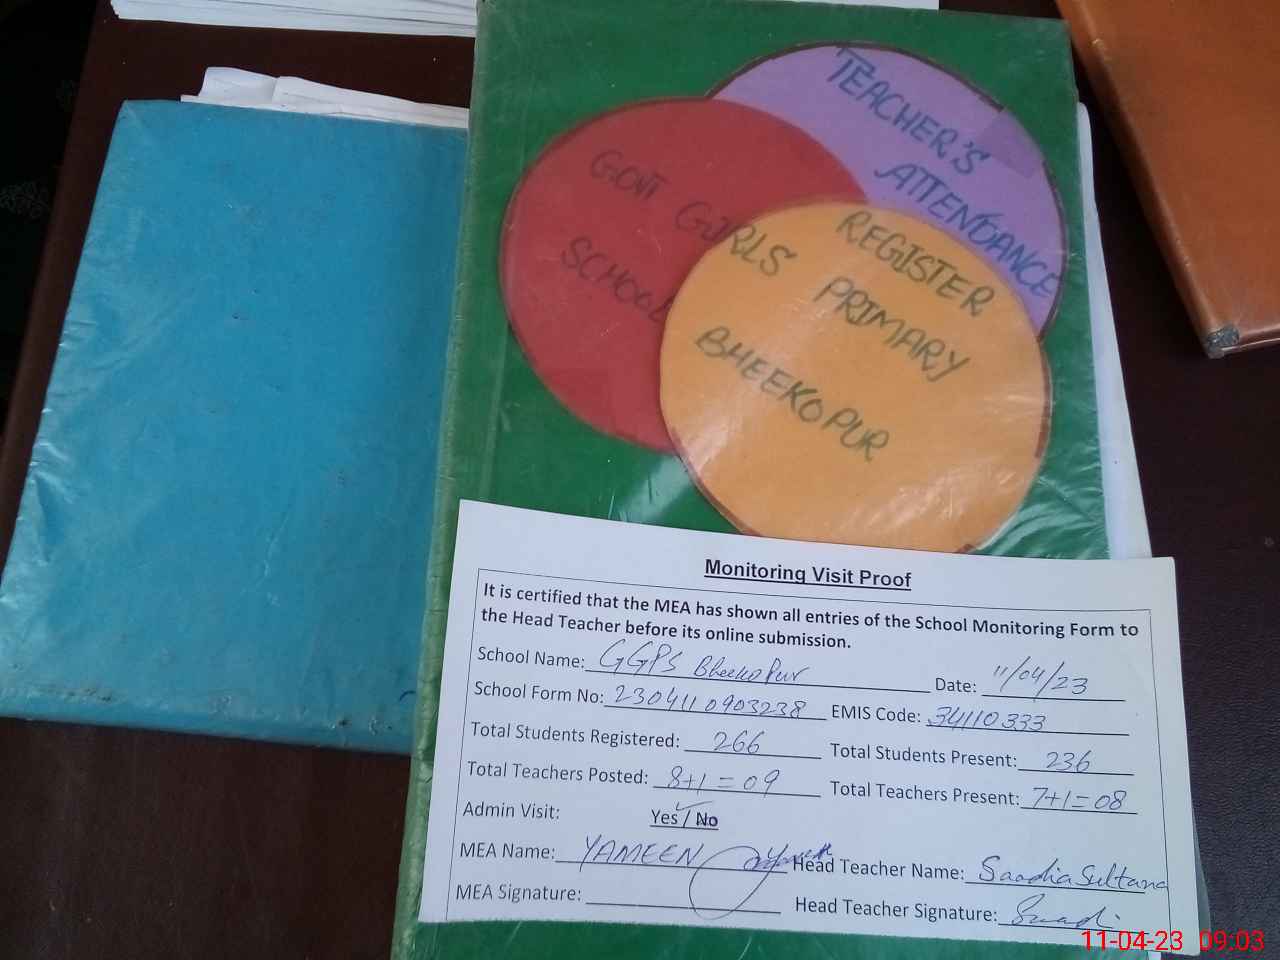 TEACHER'S
ATTENDANCE
REGISTER
GOVT GIRLS PRIMARY
SCHOOL BHEEKO PUR
Monitoring Visit Proof
It is certified that the MEA has shown all entries of the School Monitoring Form to
the Head Teacher before its online submission.
School Name: GGPS Bheeko Pur Date: 11/04/23
School Form No: 230411 0903238 EMIS Code: 34110333
Total Students Registered: 266 Total Students Present: 236
Total Teachers Posted: 8+1=09 Total Teachers Present: 7+1=08
Admin Visit: Yes / No
MEA Name: YAMEEN Head Teacher Name: Saadia Sultana
MEA Signature: Head Teacher Signature:
11-04-23 09:03